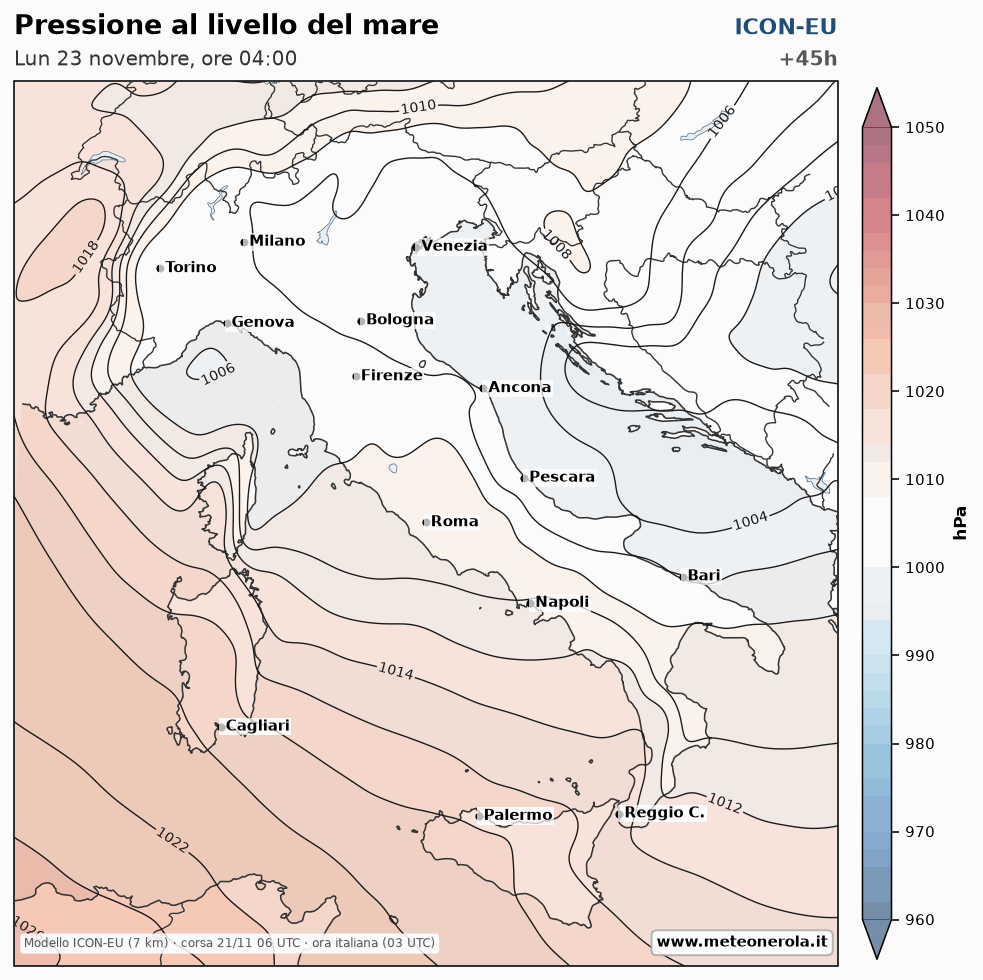 Pressione al livello del mare
ICON-EU
Lun 23 novembre, ore 04:00
+45h
1010
1006
10
1018
1008
Milano
Venezia
Torino
Genova
Bologna
1006
Firenze
Ancona
Pescara
1004
Roma
Bari
Napoli
1014
Cagliari
1012
Palermo
Reggio C.
1022
Modello ICON-EU (7 km) · corsa 21/11 06 UTC · ora italiana (03 UTC)
www.meteonerola.it
1050
1040
1030
1020
1010
1000
990
980
970
960
hPa